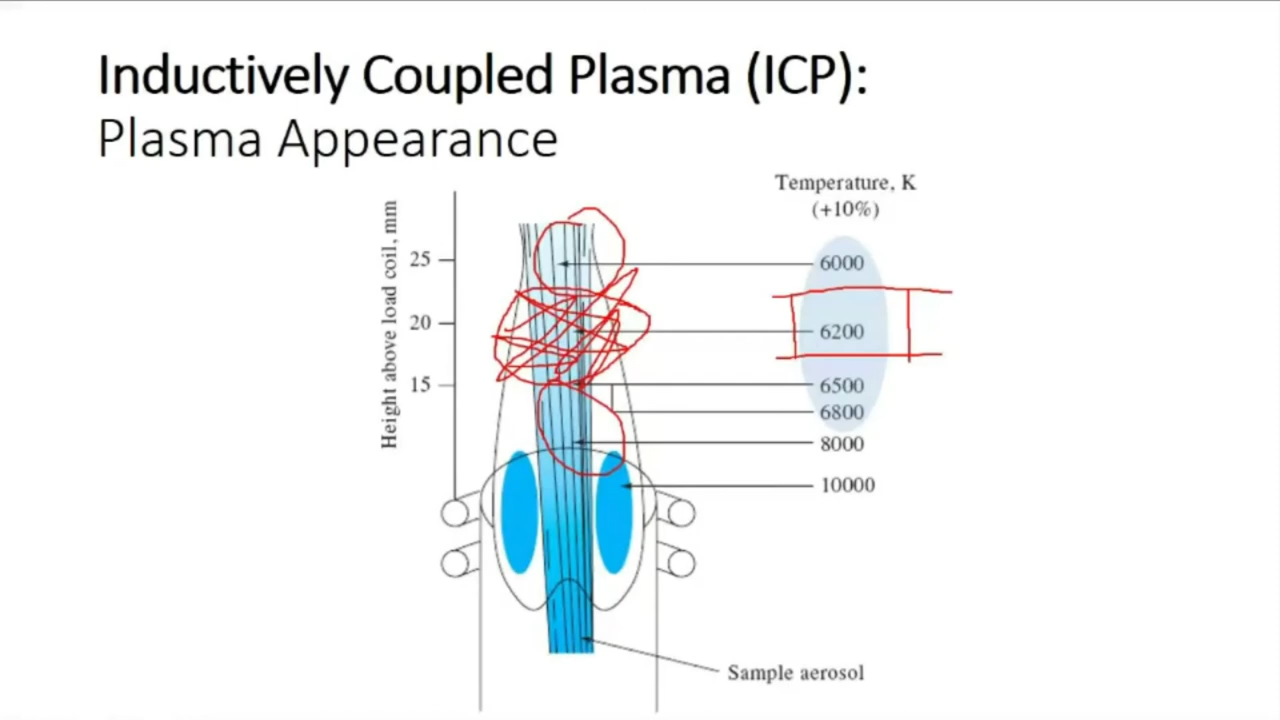 Inductively Coupled Plasma (ICP):
Plasma Appearance
Temperature, K
(+10%)
Height above load coil, mm
25
20
15
6000
6200
6500
6800
8000
10000
Sample aerosol